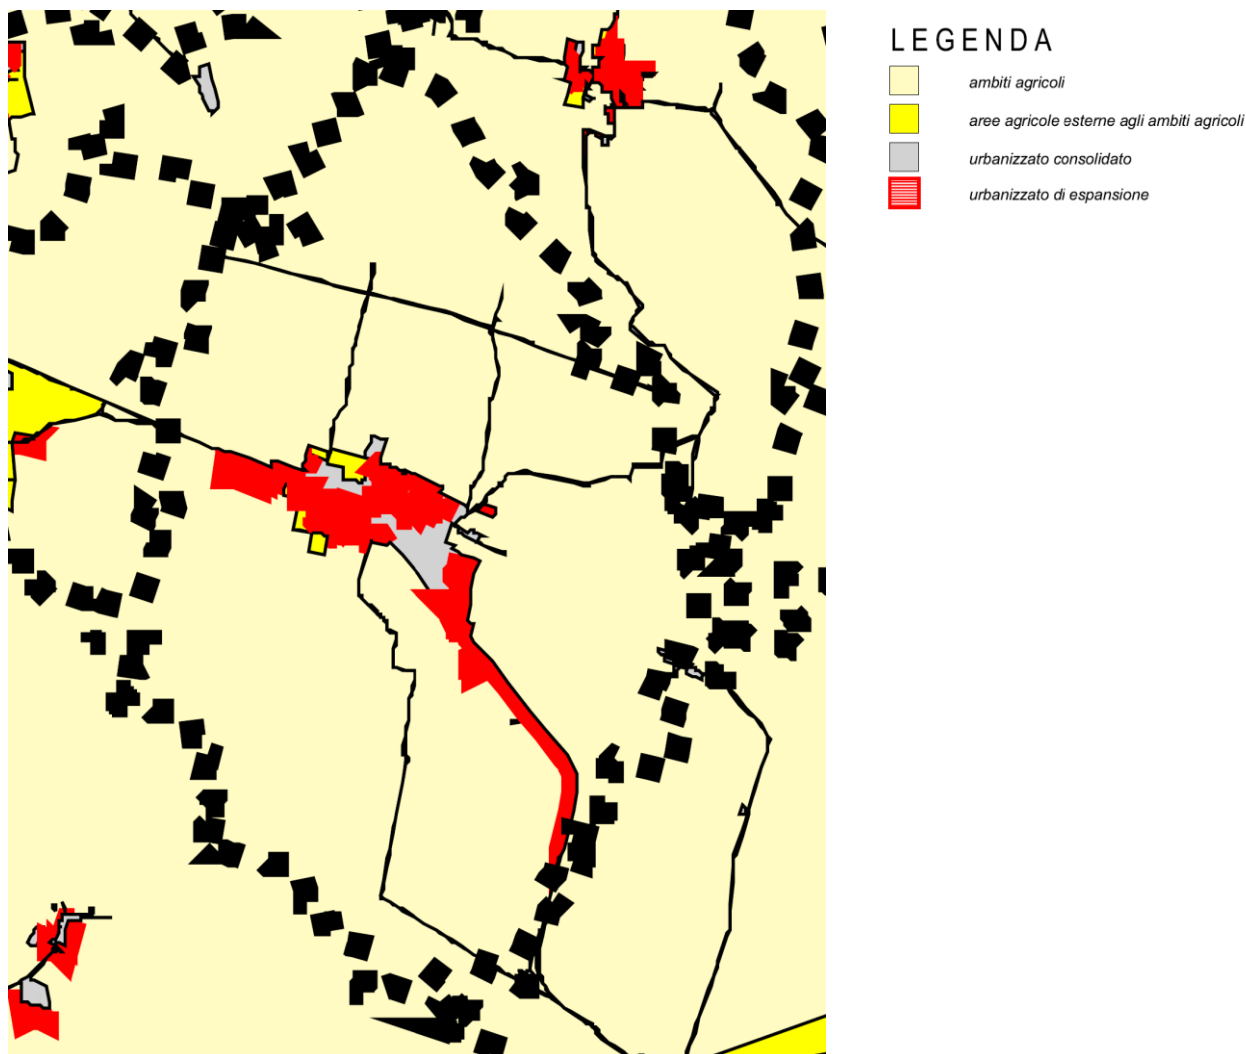 LEGENDA
ambiti agricoli
aree agricole esterne agli ambiti agricoli
urbanizzato consolidato
urbanizzato di espansione